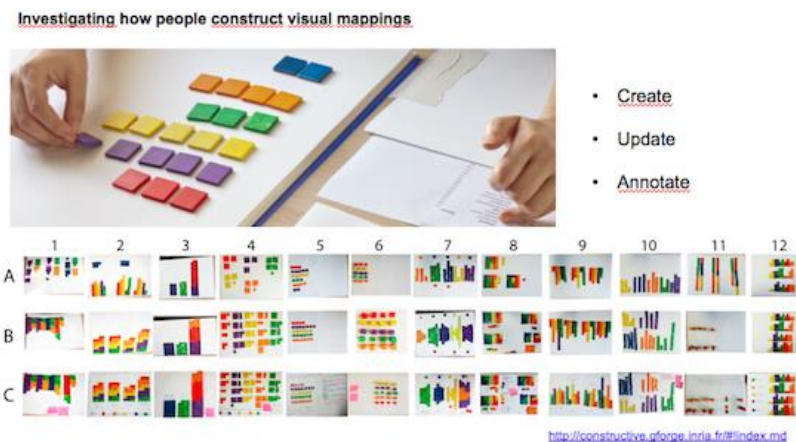 Investigating how people construct visual mappings
• Create
• Update
• Annotate
1 2 3 4 5 6 7 8 9 10 11 12
A
B
C
http://constructive.gforge.inria.fr/#!index.md